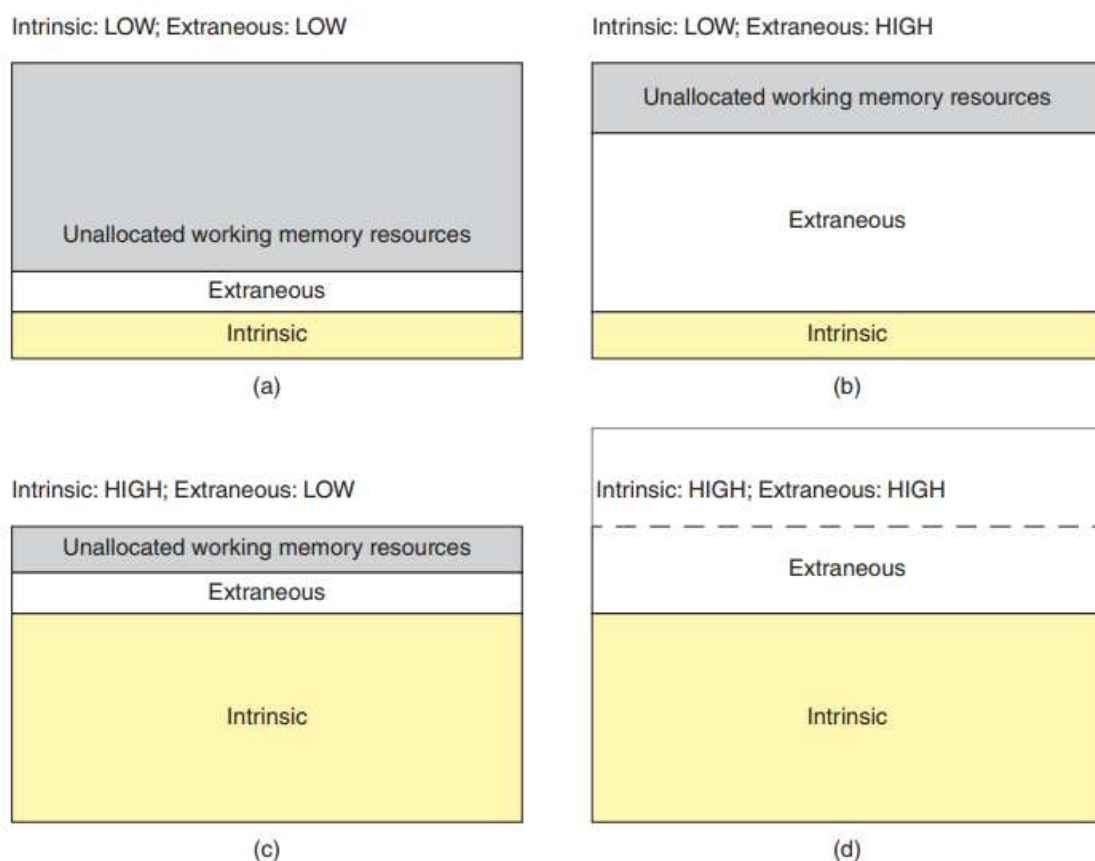 Intrinsic: LOW; Extraneous: LOW
Unallocated working memory resources
Extraneous
Intrinsic
(a)
Intrinsic: LOW; Extraneous: HIGH
Unallocated working memory resources
Extraneous
Intrinsic
(b)
Intrinsic: HIGH; Extraneous: LOW
Unallocated working memory resources
Extraneous
Intrinsic
(c)
Intrinsic: HIGH; Extraneous: HIGH
Extraneous
Intrinsic
(d)